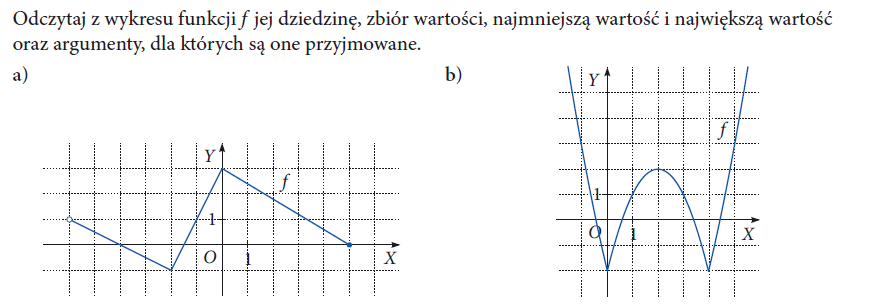 Odczytaj z wykresu funkcji f jej dziedzinę, zbiór wartości, najmniejszą wartość i największą wartość
oraz argumenty, dla których są one przyjmowane.
a)
b)
Y
f
1
O
1
X
Y
f
1
O
1
X